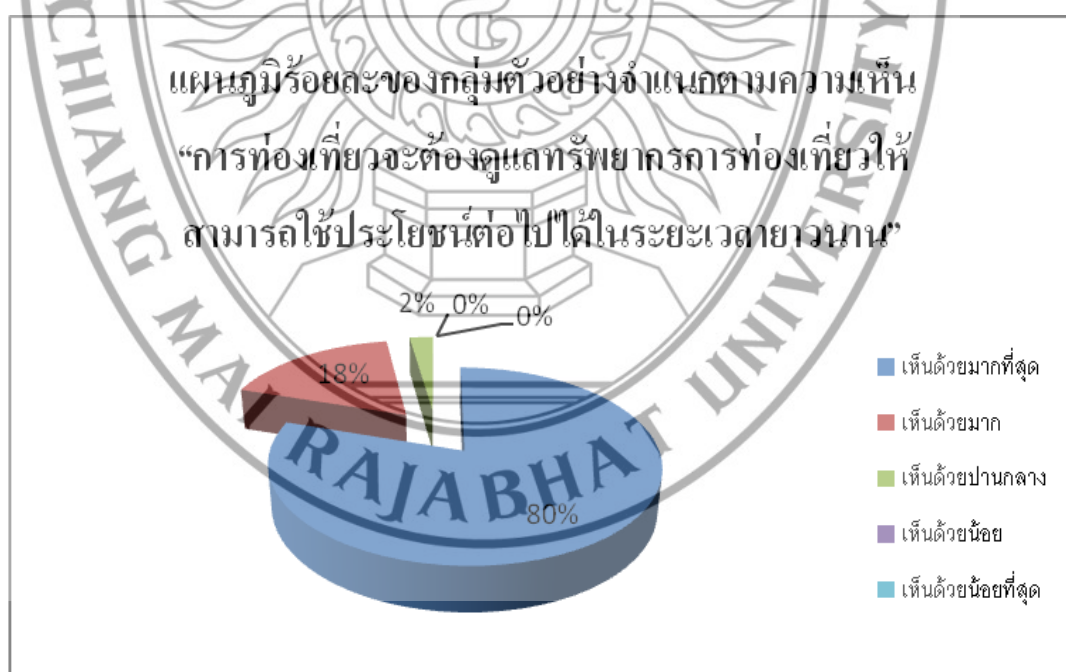 แผนภูมิร้อยละของกลุ่มตัวอย่างจำแนกตามความเห็น
“การท่องเที่ยวจะต้องดูแลทรัพยากรการท่องเที่ยวให้
สามารถใช้ประโยชน์ต่อไปได้ในระยะเวลายาวนาน”
2% 0% 0%
18%
80%
เห็นด้วยมากที่สุด
เห็นด้วยมาก
เห็นด้วยปานกลาง
เห็นด้วยน้อย
เห็นด้วยน้อยที่สุด
CHIANG MAI RAJABHAT UNIVERSITY